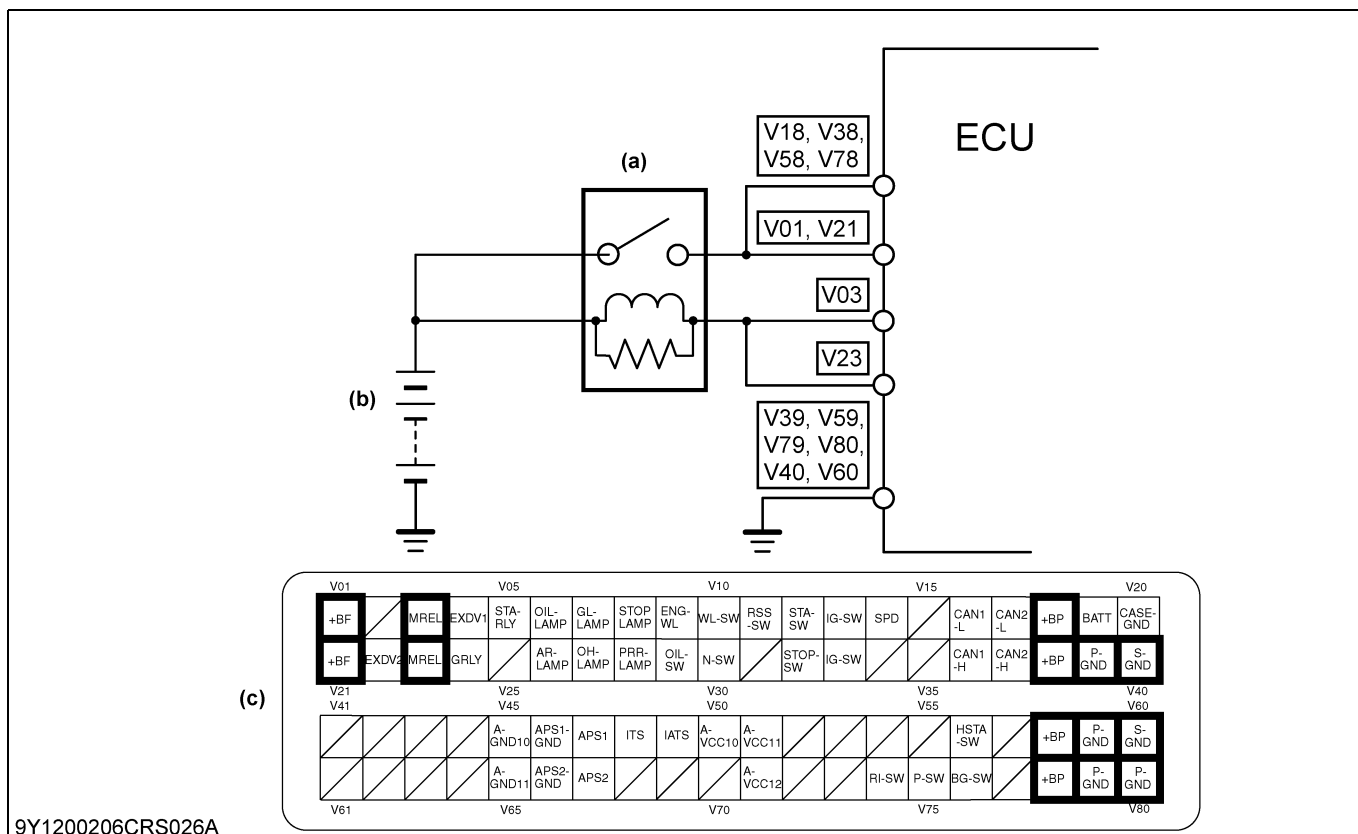 V18, V38,
V58, V78
ECU
(a)
V01, V21
V03
V23
(b)
V39, V59,
V79, V80,
V40, V60
(c)
V01 V05 V10 V15 V20
+BF MREL EXDV1 STA-RLY OIL-LAMP GL-LAMP STOP LAMP ENG-WL WL-SW RSS-SW STA-SW IG-SW SPD CAN1-L CAN2-L +BP BATT CASE-GND
+BF EXDV2 MREL GRLY AR-LAMP OH-LAMP PRR-LAMP OIL-SW N-SW STOP-SW IG-SW CAN1-H CAN2-H +BP P-GND S-GND
V21 V25 V30 V35 V40
V41 V45 V50 V55 V60
A-GND10 APS1-GND APS1 ITS IATS A-VCC10 A-VCC11 HSTA-SW +BP P-GND S-GND
A-GND11 APS2-GND APS2 A-VCC12 RI-SW P-SW BG-SW +BP P-GND P-GND
V61 V65 V70 V75 V80
9Y1200206CRS026A